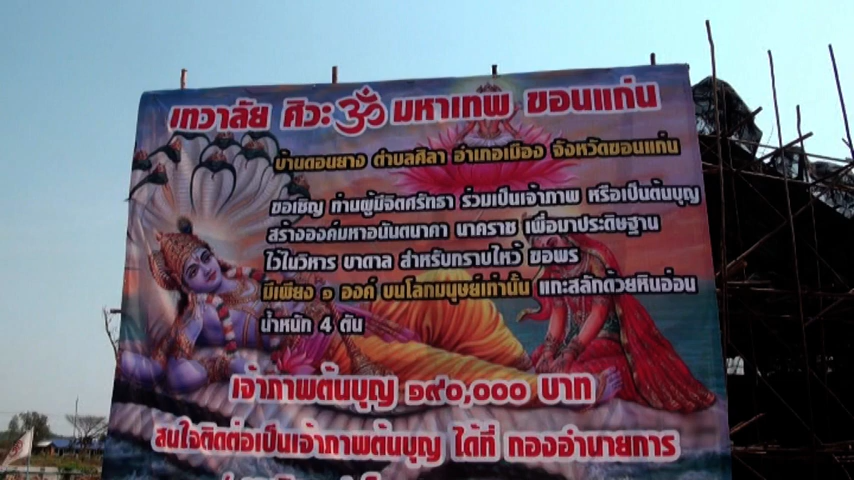 เทวาลัย ศิวะ ॐ มหาเทพ ขอนแก่น
บ้านดอนยาง ตำบลศิลา อำเภอเมือง จังหวัดขอนแก่น
ขอเชิญ ท่านผู้มีจิตศรัทธา ร่วมเป็นเจ้าภาพ หรือเป็นต้นบุญ
สร้างองค์มหาอนันตนาคา นาคราช เพื่อมาประดิษฐาน
ไว้ในวิหาร บาดาล สำหรับกราบไหว้ ขอพร
มีเพียง ๑ องค์ บนโลกมนุษย์เท่านั้น แกะสลักด้วยหินอ่อน
น้ำหนัก 4 ตัน
เจ้าภาพต้นบุญ ๑๙๐,๐๐๐ บาท
สนใจติดต่อเป็นเจ้าภาพต้นบุญ ได้ที่ กองอำนวยการ